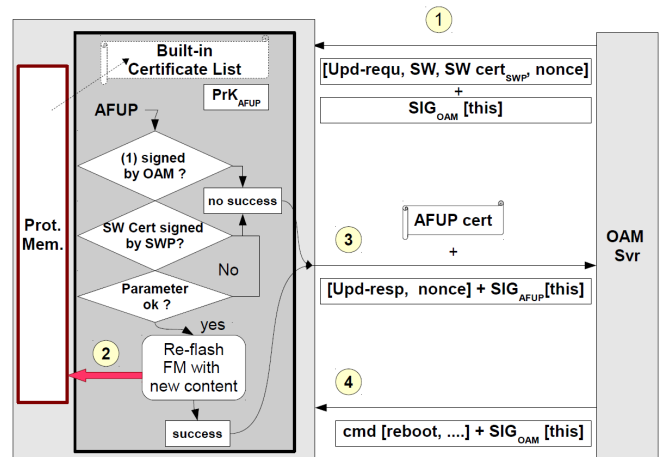 1
Built-in
Certificate List
[Upd-requ, SW, SW cert SWP, nonce]
+
SIG OAM [this]
PrK AFUP
AFUP
(1) signed
by OAM ?
no success
SW Cert signed
by SWP?
No
Parameter
ok ?
yes
Prot.
Mem.
2
Re-flash
FM with
new content
success
AFUP cert
3
+
[Upd-resp, nonce] + SIG AFUP [this]
OAM
Svr
4
cmd [reboot, ....] + SIG OAM [this]